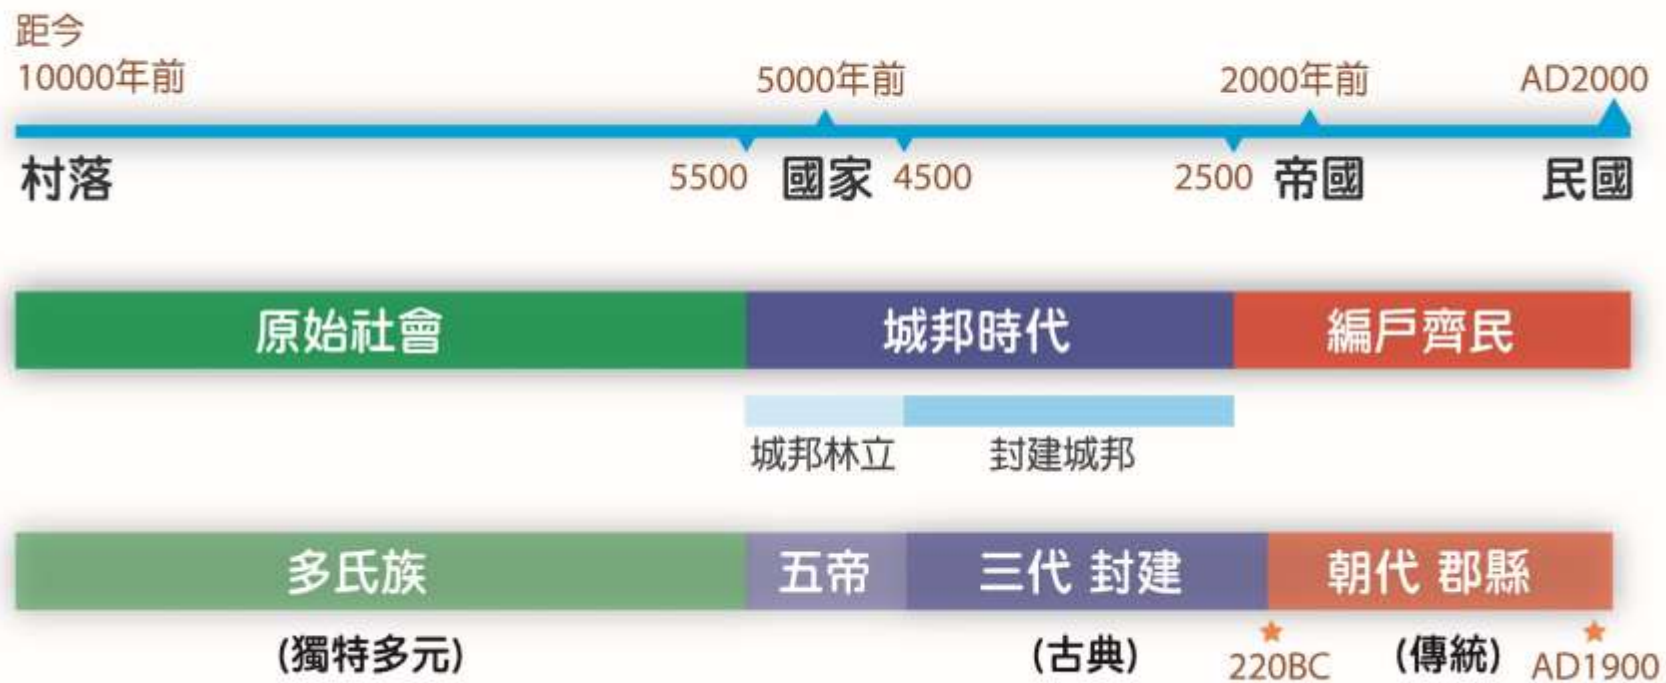 距今
10000年前
5000年前
2000年前
AD2000
村落
5500
國家
4500
2500
帝國
民國
原始社會
城邦時代
編戶齊民
城邦林立
封建城邦
多氏族
五帝
三代 封建
朝代 郡縣
(獨特多元)
(古典)
220BC
(傳統)
AD1900